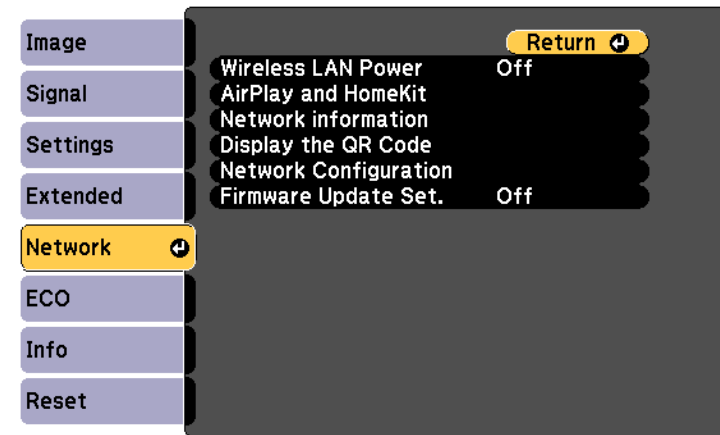 Image
Signal
Settings
Extended
Network
ECO
Info
Reset
Return
Wireless LAN Power Off
AirPlay and HomeKit
Network information
Display the QR Code
Network Configuration
Firmware Update Set. Off